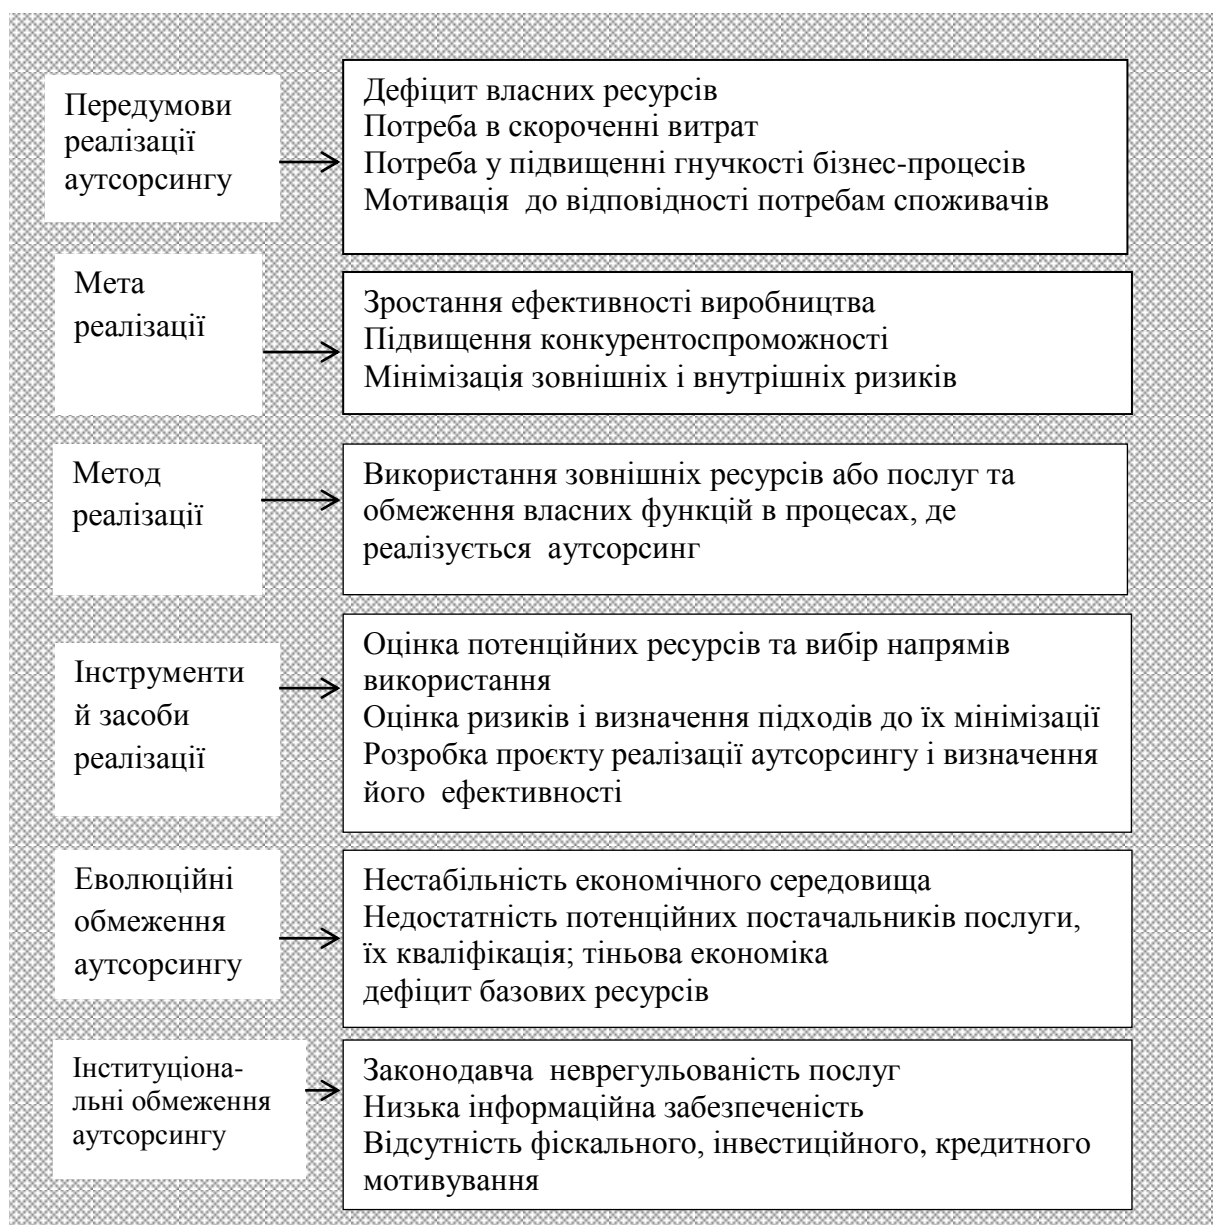 Передумови
реалізації
аутсорсингу
Дефіцит власних ресурсів
Потреба в скороченні витрат
Потреба у підвищенні гнучкості бізнес-процесів
Мотивація до відповідності потребам споживачів
Мета
реалізації
Зростання ефективності виробництва
Підвищення конкурентоспроможності
Мінімізація зовнішніх і внутрішніх ризиків
Метод
реалізації
Використання зовнішніх ресурсів або послуг та
обмеження власних функцій в процесах, де
реалізується аутсорсинг
Інструменти
й засоби
реалізації
Оцінка потенційних ресурсів та вибір напрямів
використання
Оцінка ризиків і визначення підходів до їх мінімізації
Розробка проєкту реалізації аутсорсингу і визначення
його ефективності
Еволюційні
обмеження
аутсорсингу
Нестабільність економічного середовища
Недостатність потенційних постачальників послуги,
їх кваліфікація; тіньова економіка
дефіцит базових ресурсів
Інституціона-
льні обмеження
аутсорсингу
Законодавча неврегульованість послуг
Низька інформаційна забезпеченість
Відсутність фіскального, інвестиційного, кредитного
мотивування